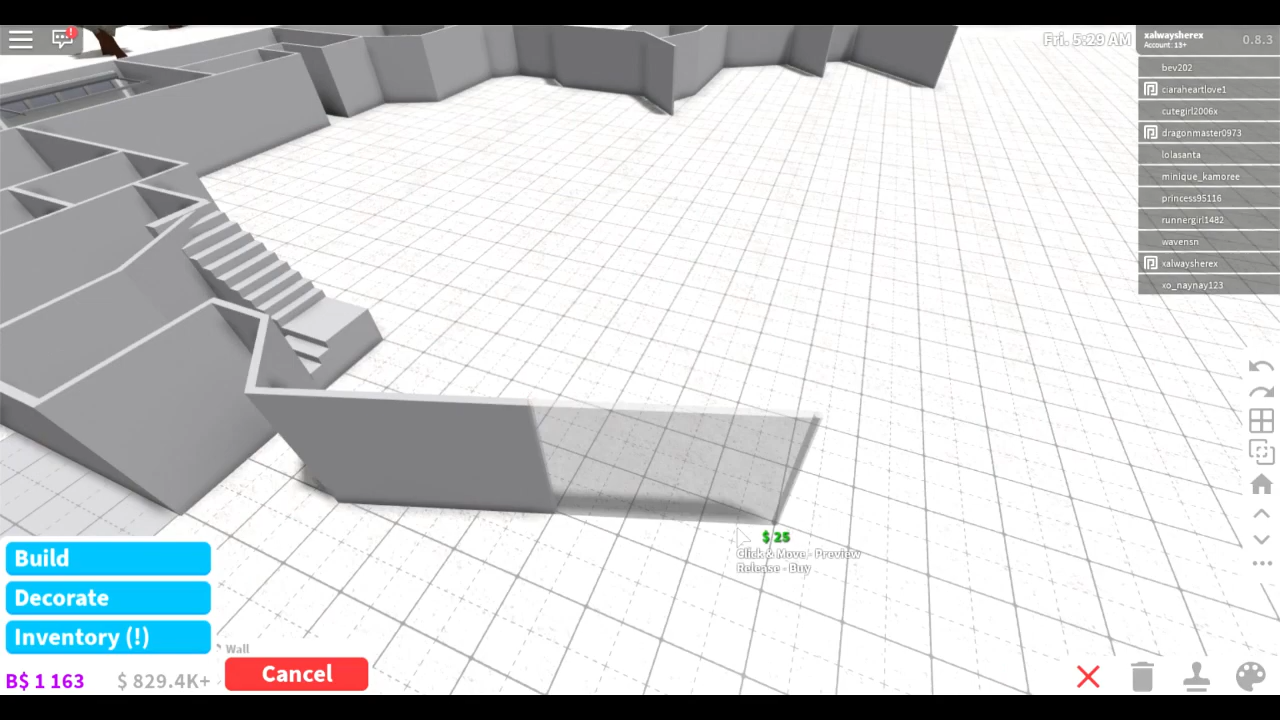 Fri. 5:29 AM
xalwaysherex
Account: 13+
0.8.3
bev202
ciaraheartlove1
cutegirl2006x
dragonmaster0973
lolasanta
minique_kamoree
princess95116
runnergirl1482
wavensn
xalwaysherex
xo_naynay123
$ 25
Click & Move - Preview
Release - Buy
Build
Decorate
Inventory (!)
Wall
B$ 1 163
$ 829.4K+
Cancel